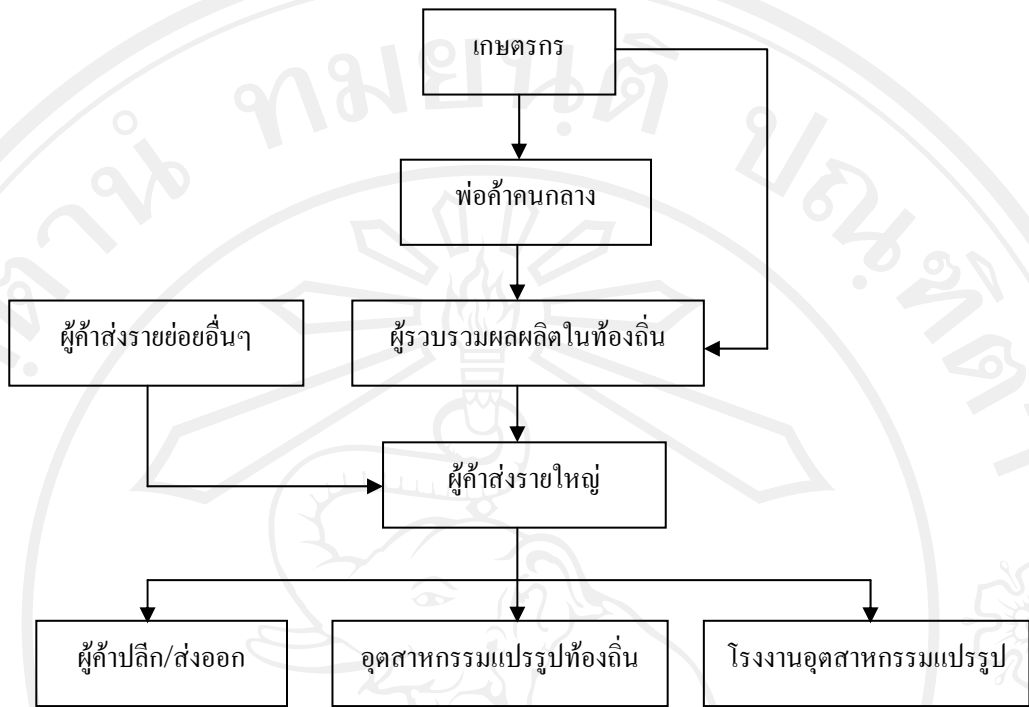 เกษตรกร
พ่อค้าคนกลาง
ผู้ค้าส่งรายย่อยอื่นๆ
ผู้รวบรวมผลผลิตในท้องถิ่น
ผู้ค้าส่งรายใหญ่
ผู้ค้าปลีก/ส่งออก
อุตสาหกรรมแปรรูปท้องถิ่น
โรงงานอุตสาหกรรมแปรรูป